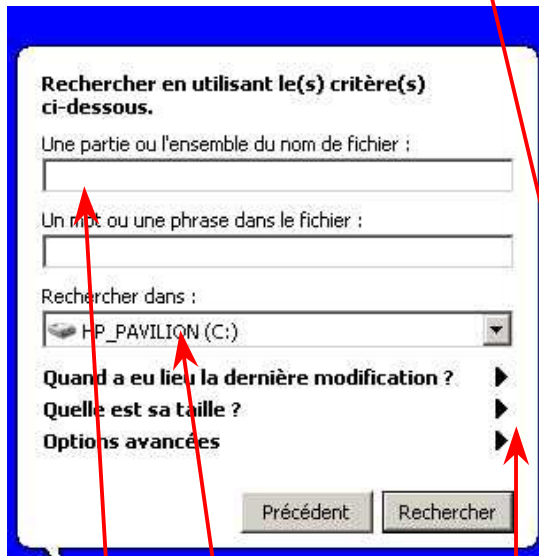 Rechercher en utilisant le(s) critère(s)
ci-dessous.
Une partie ou l'ensemble du nom de fichier :
Un mot ou une phrase dans le fichier :
Rechercher dans :
HP_PAVILION (C:)
Quand a eu lieu la dernière modification ?
Quelle est sa taille ?
Options avancées
Précédent Rechercher